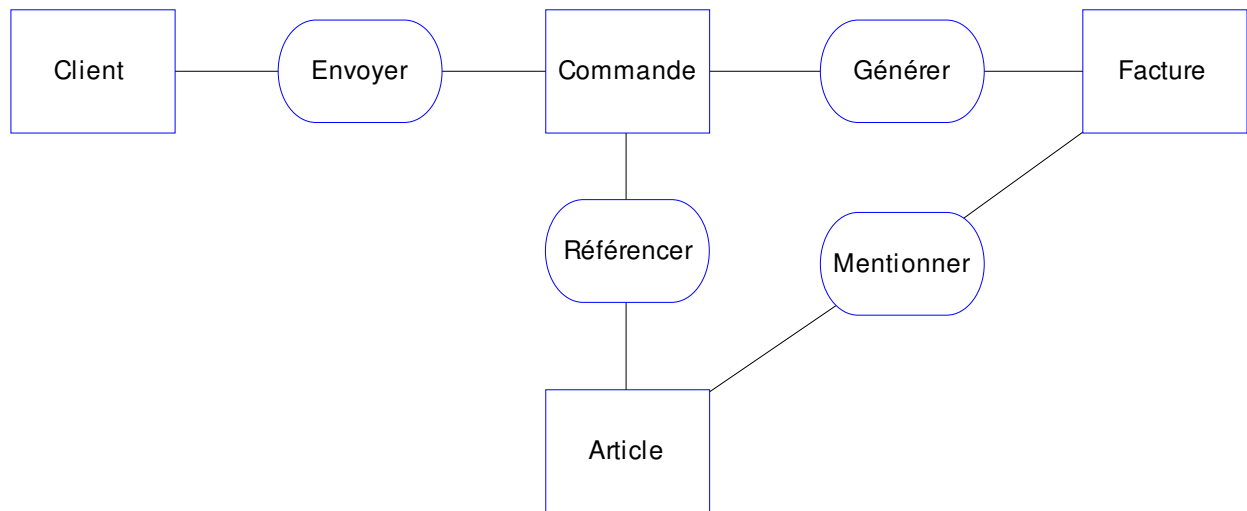 Client
Envoyer
Commande
Générer
Facture
Référencer
Mentionner
Article